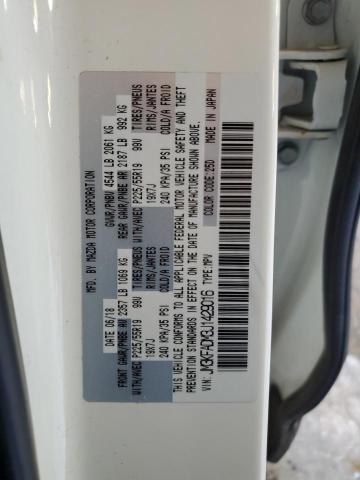 MFD. BY MAZDA MOTOR CORPORATION
DATE 06/18 GVWR/PNBV 4544 LB 2061 KG
FRONT GAWR/PNBE AV 2357 LB 1069 KG REAR GAWR/PNBE AR 2187 LB 992 KG
WITH/AVEC P225/55R19 99V TIRES/PNEUS WITH/AVEC P225/55R19 99V TIRES/PNEUS
19X7J RIMS/JANTES 19X7J RIMS/JANTES
240 KPA/35 PSI COLD/A FROID 240 KPA/35 PSI COLD/A FROID
THIS VEHICLE CONFORMS TO ALL APPLICABLE FEDERAL MOTOR VEHICLE SAFETY AND THEFT
PREVENTION STANDARDS IN EFFECT ON THE DATE OF MANUFACTURE SHOWN ABOVE.
VIN: TYPE: MPV COLOR CODE: 25D MADE IN JAPAN